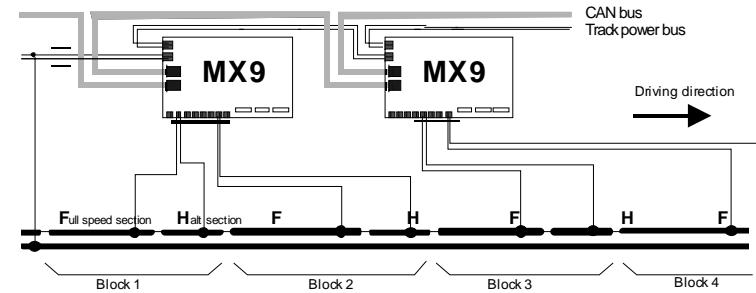 CAN bus
Track power bus
MX9
MX9
Driving direction
Full speed section
Halt section
F
H
F
H
F
Block 1
Block 2
Block 3
Block 4